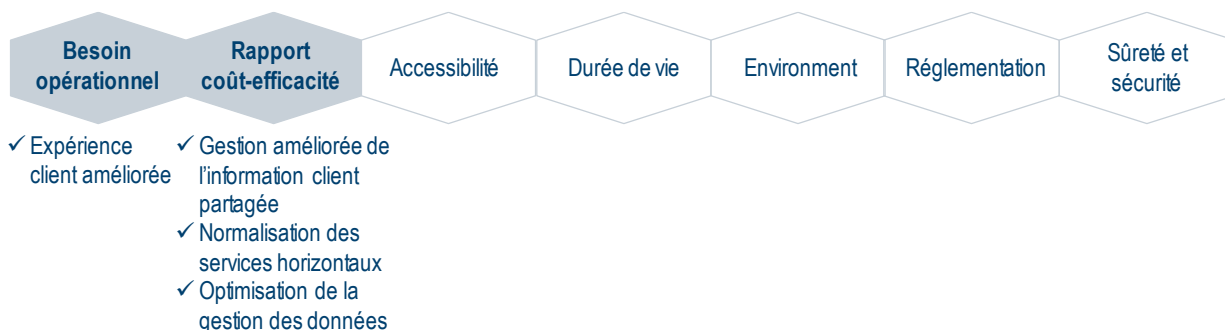 Besoin
opérationnel
Rapport
coût-efficacité
Accessibilité
Durée de vie
Environment
Réglementation
Sûreté et
sécurité
✓ Expérience
client améliorée
✓ Gestion améliorée de
l'information client
partagée
✓ Normalisation des
services horizontaux
✓ Optimisation de la
gestion des données